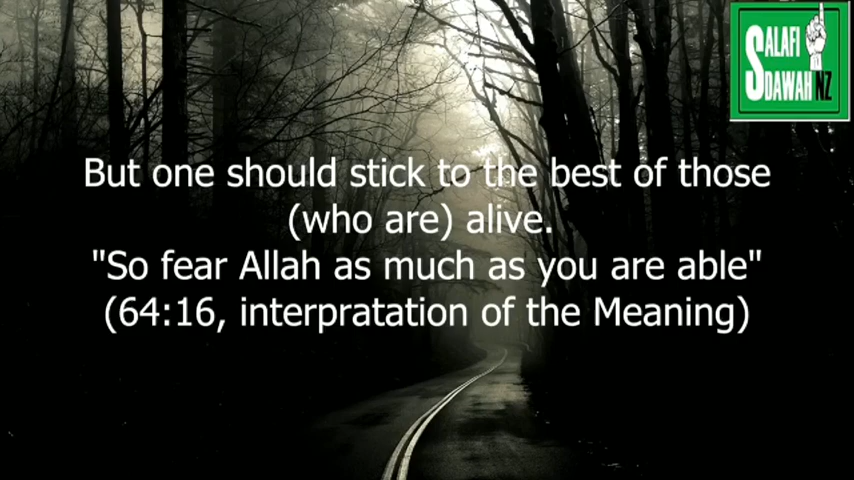 SALAFI
DAWAH NZ
But one should stick to the best of those
(who are) alive.
"So fear Allah as much as you are able"
(64:16, interpratation of the Meaning)